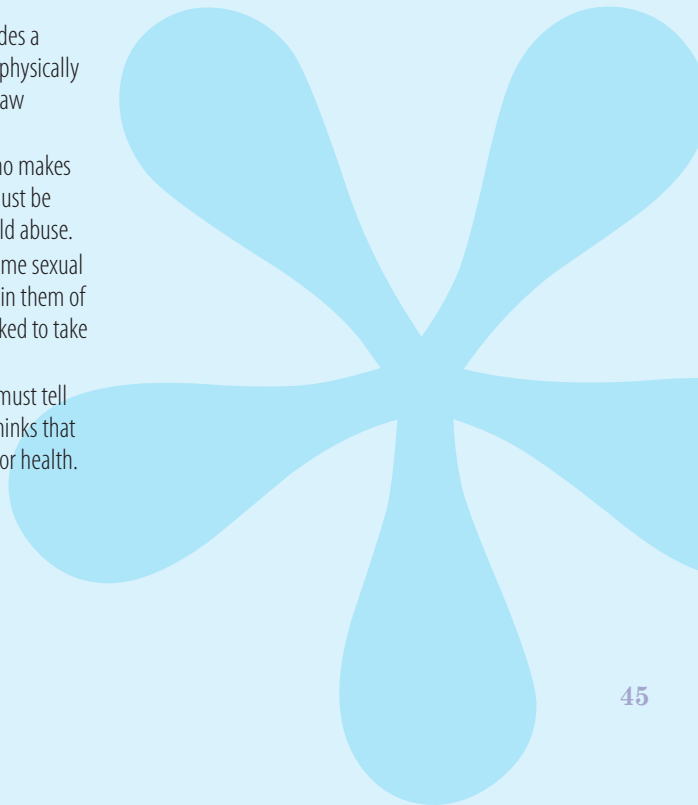 des a
physically
aw
ho makes
ust be
ld abuse.
me sexual
in them of
ked to take
must tell
hinks that
or health.
45